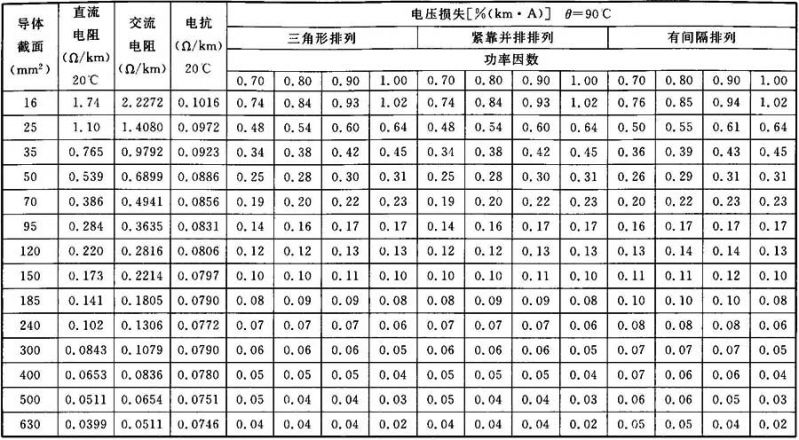 导体 直流 交流 电抗 电压损失[%(km·A)] θ=90℃
截面 电阻 电阻 (Ω/km) 三角形排列 紧靠并排排列 有间隔排列
(mm²) (Ω/km) (Ω/km) 20℃ 功率因数
20℃ 0.70 0.80 0.90 1.00 0.70 0.80 0.90 1.00 0.70 0.80 0.90 1.00
16 1.74 2.2272 0.1016 0.74 0.84 0.93 1.02 0.74 0.84 0.93 1.02 0.76 0.85 0.94 1.02
25 1.10 1.4080 0.0972 0.48 0.54 0.60 0.64 0.48 0.54 0.60 0.64 0.50 0.55 0.61 0.64
35 0.765 0.9792 0.0923 0.34 0.38 0.42 0.45 0.34 0.38 0.42 0.45 0.36 0.39 0.43 0.45
50 0.539 0.6899 0.0886 0.25 0.28 0.30 0.31 0.25 0.28 0.30 0.31 0.26 0.29 0.31 0.31
70 0.386 0.4941 0.0856 0.19 0.20 0.22 0.23 0.19 0.20 0.22 0.23 0.20 0.22 0.23 0.23
95 0.284 0.3635 0.0831 0.14 0.16 0.17 0.17 0.14 0.16 0.17 0.17 0.16 0.17 0.17 0.17
120 0.220 0.2816 0.0806 0.12 0.12 0.13 0.13 0.12 0.12 0.13 0.13 0.13 0.14 0.14 0.13
150 0.173 0.2214 0.0797 0.10 0.10 0.11 0.10 0.10 0.10 0.11 0.10 0.11 0.11 0.12 0.10
185 0.141 0.1805 0.0790 0.08 0.09 0.09 0.08 0.08 0.09 0.09 0.08 0.10 0.10 0.10 0.08
240 0.102 0.1306 0.0772 0.07 0.07 0.07 0.06 0.07 0.07 0.07 0.06 0.08 0.08 0.08 0.06
300 0.0843 0.1079 0.0790 0.06 0.06 0.06 0.05 0.06 0.06 0.06 0.05 0.07 0.07 0.07 0.05
400 0.0653 0.0836 0.0780 0.05 0.05 0.05 0.04 0.05 0.05 0.05 0.04 0.07 0.06 0.06 0.04
500 0.0511 0.0654 0.0751 0.05 0.04 0.04 0.03 0.05 0.04 0.04 0.03 0.06 0.06 0.05 0.03
630 0.0399 0.0511 0.0746 0.04 0.04 0.04 0.02 0.04 0.04 0.04 0.02 0.05 0.05 0.04 0.02